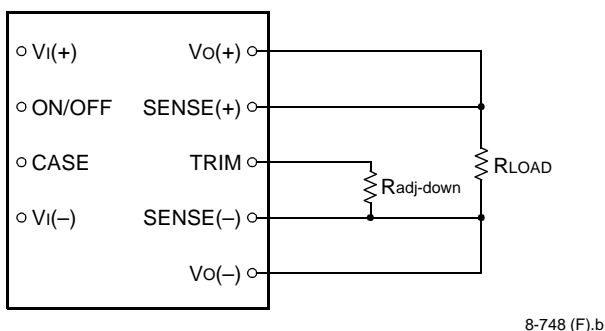 VI(+) VO(+)
ON/OFF SENSE(+)
CASE TRIM
RLOAD
Radj-down
VI(–) SENSE(–)
VO(–)
8-748 (F).b